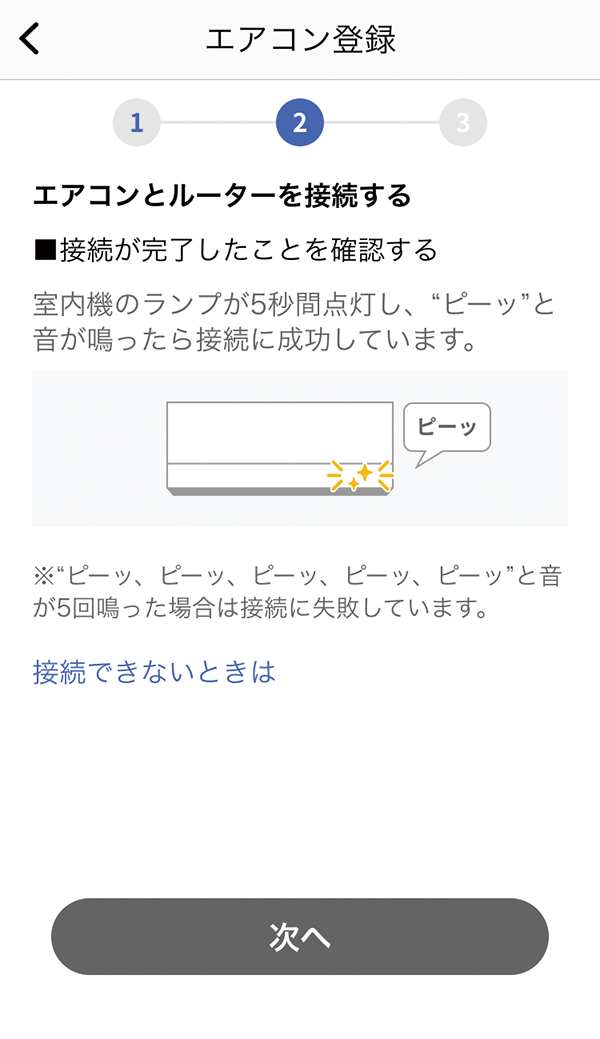 エアコン登録
1
2
3
エアコンとルーターを接続する
■接続が完了したことを確認する
室内機のランプが5秒間点灯し、“ピーッ”と
音が鳴ったら接続に成功しています。
ピーッ
※“ピーッ、ピーッ、ピーッ、ピーッ、ピーッ”と音
が5回鳴った場合は接続に失敗しています。
接続できないときは
次へ